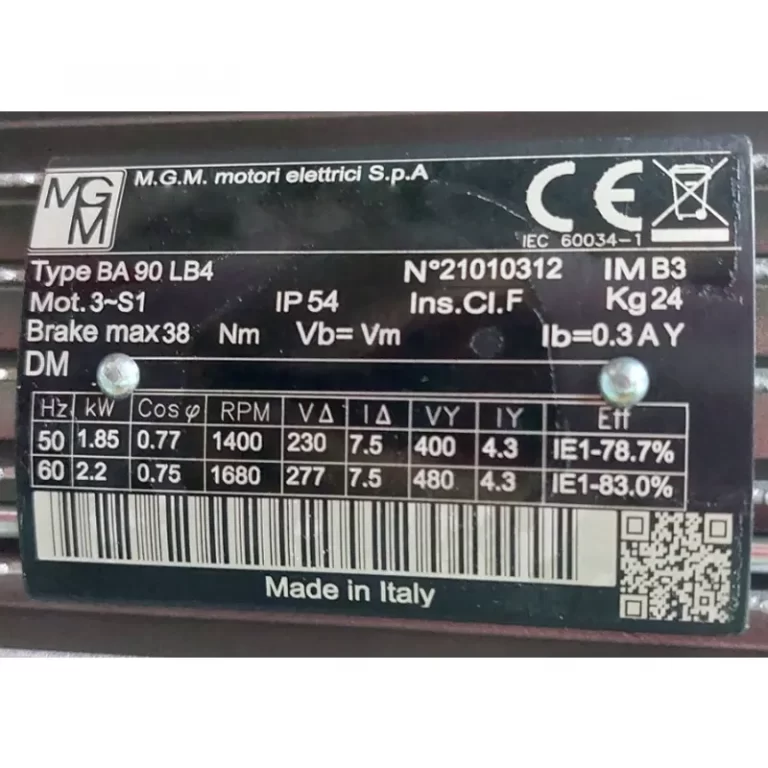 MGM
M.G.M. motori elettrici S.p.A
CE
IEC 60034-1
Type BA 90 LB4 N°21010312 IM B3
Mot. 3~S1 IP 54 Ins.Cl.F Kg 24
Brake max 38 Nm Vb= Vm Ib=0.3 A Y
DM
Hz kW Cos φ RPM V Δ I Δ VY IY Eff
50 1.85 0.77 1400 230 7.5 400 4.3 IE1-78.7%
60 2.2 0.75 1680 277 7.5 480 4.3 IE1-83.0%
Made in Italy